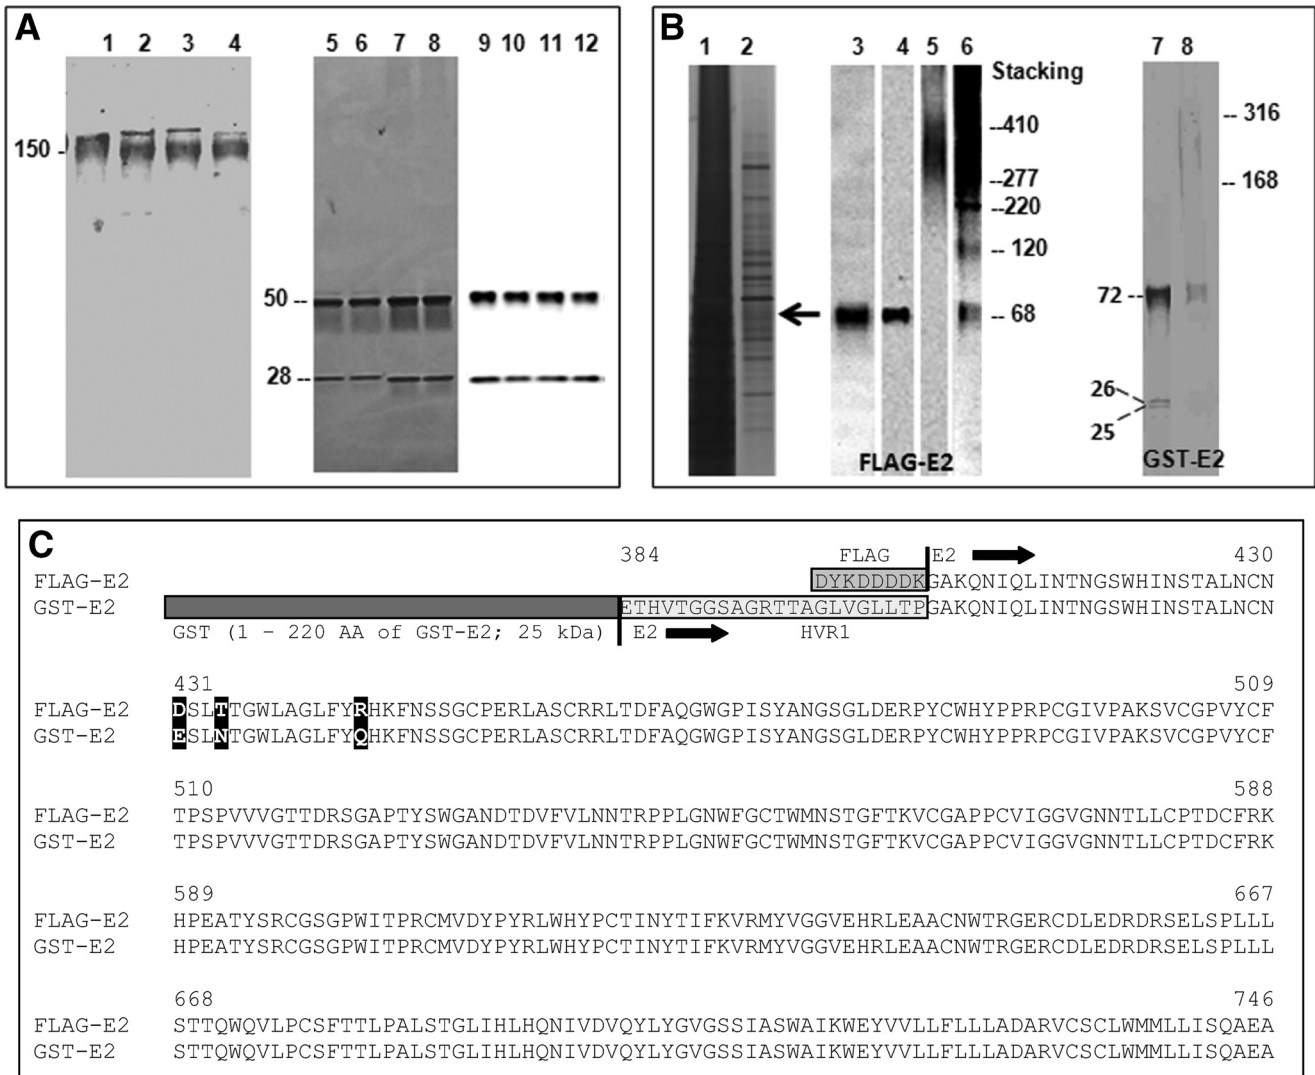 A
1 2 3 4
5 6 7 8
9 10 11 12
150 -
50 --
28 --
B
1 2
3 4 5 6
7 8
Stacking
--410
--277
--220
-- 120
-- 68
FLAG-E2
-- 316
-- 168
72 --
26
25
GST-E2
C
384 FLAG E2 430
FLAG-E2 DYKDDDDKGAKQNIQLINTNGSWHINSTALNCN
GST-E2 ETHVTGGSAGRTTAGLVGLLTPGAKQNIQLINTNGSWHINSTALNCN
GST (1 - 220 AA of GST-E2; 25 kDa) E2 HVR1
431 509
FLAG-E2 DSLTTGWLAGLFYRHKFNSSGCPERLASCRRLTDFAQGWGPISYANGSGLDERPYCWHYPPRPCGIVPAKSVCGPVYCF
GST-E2 ESLNTGWLAGLFYQHKFNSSGCPERLASCRRLTDFAQGWGPISYANGSGLDERPYCWHYPPRPCGIVPAKSVCGPVYCF
510 588
FLAG-E2 TPSPVVVGTTDRSGAPTYSWGANDTDVFVLNNTRPPLGNWFGCTWMNSTGFTKVCGAPPCVIGGVGNNTLLCPTDCFRK
GST-E2 TPSPVVVGTTDRSGAPTYSWGANDTDVFVLNNTRPPLGNWFGCTWMNSTGFTKVCGAPPCVIGGVGNNTLLCPTDCFRK
589 667
FLAG-E2 HPEATYSRCGSGPWITPRCMVDYPYRLWHYPCTINYTIFKVRMYVGGVEHRLEAACNWTRGERCDLEDRDRSELSPLLL
GST-E2 HPEATYSRCGSGPWITPRCMVDYPYRLWHYPCTINYTIFKVRMYVGGVEHRLEAACNWTRGERCDLEDRDRSELSPLLL
668 746
FLAG-E2 STTQWQVLPCSFTTLPALSTGLIHLHQNIVDVQYLYGVGSSIASWAIKWEYVVLLFLLLADARVCSCLWMMLLISQAEA
GST-E2 STTQWQVLPCSFTTLPALSTGLIHLHQNIVDVQYLYGVGSSIASWAIKWEYVVLLFLLLADARVCSCLWMMLLISQAEA